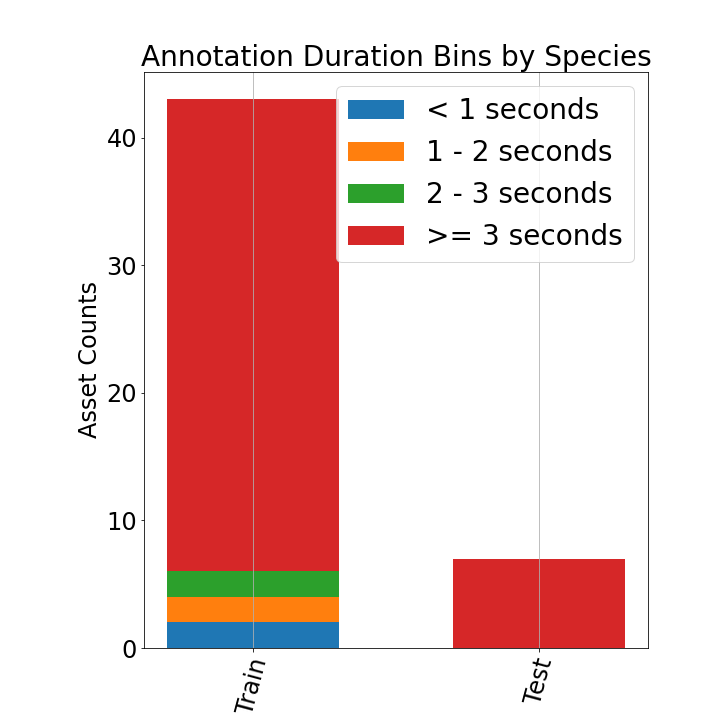 Annotation Duration Bins by Species
< 1 seconds
1 - 2 seconds
2 - 3 seconds
>= 3 seconds
Asset Counts
40
30
20
10
0
Train
Test